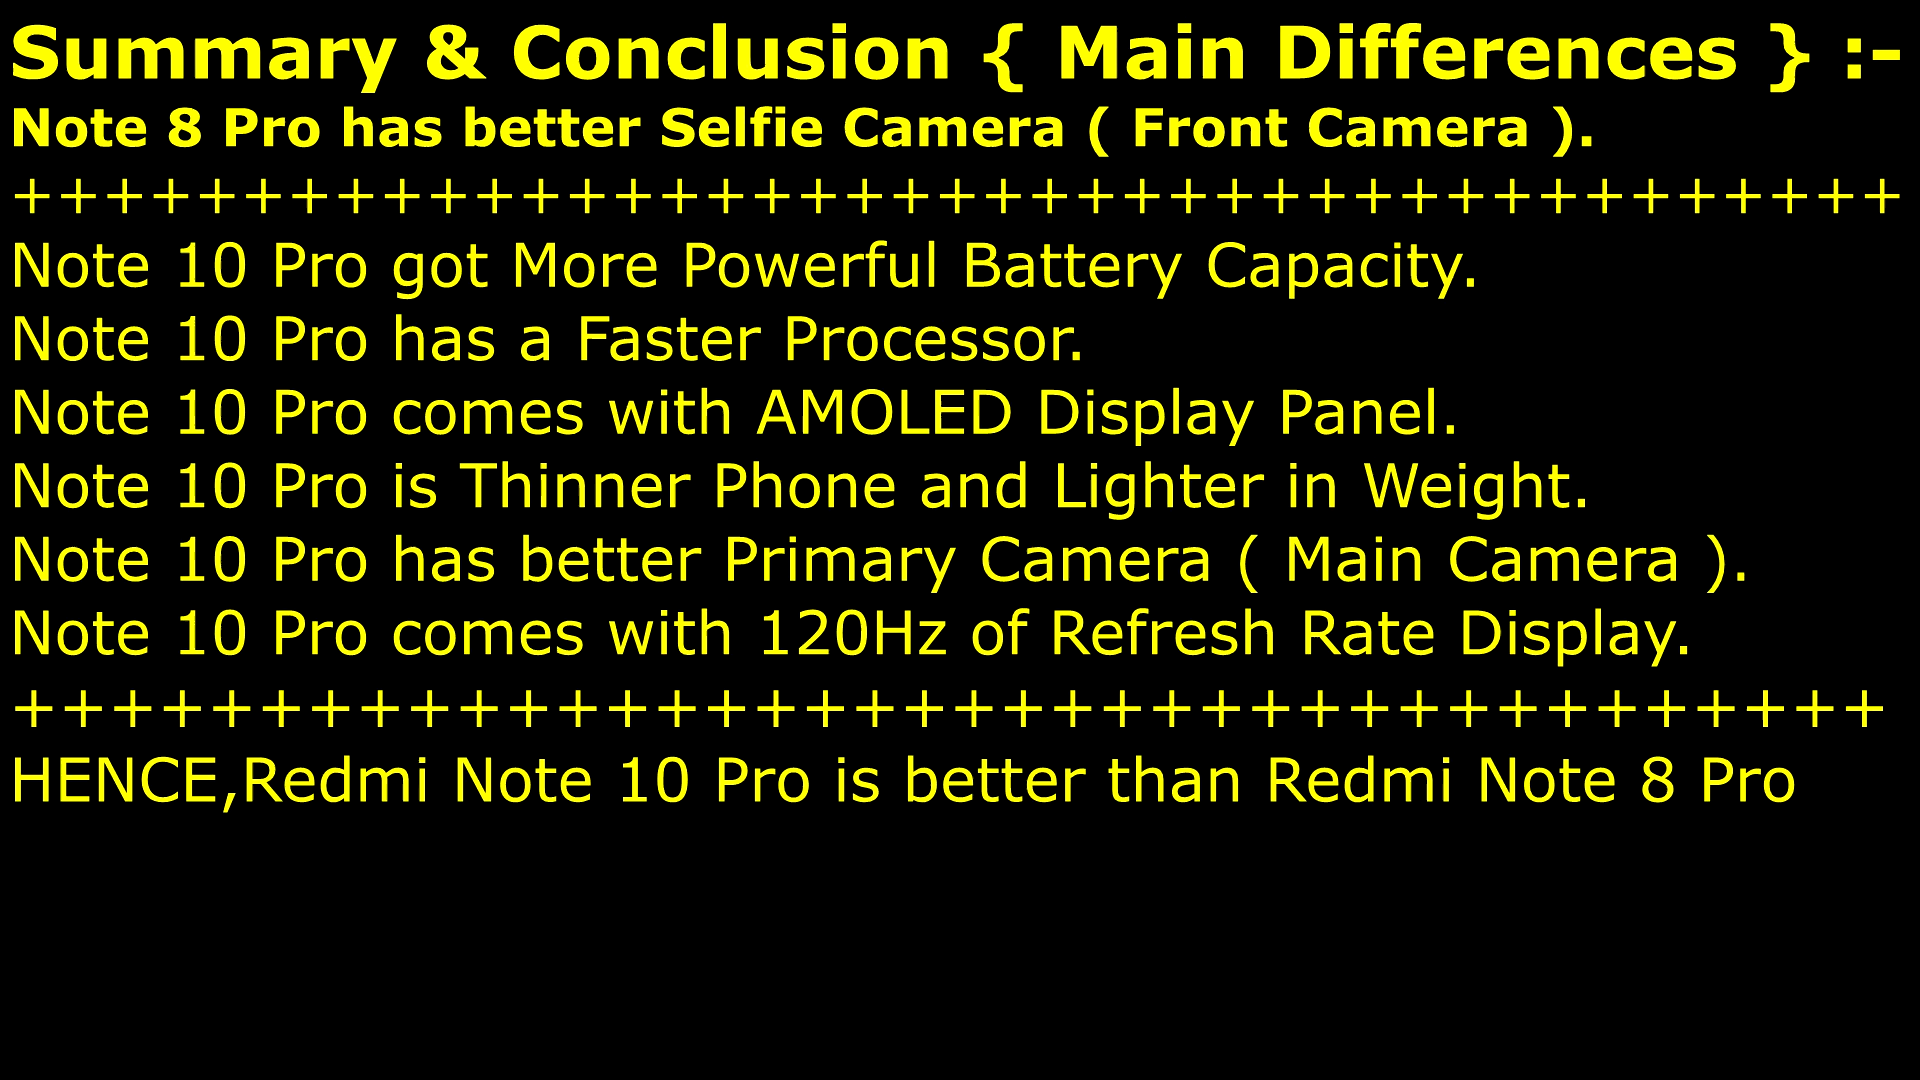 Summary & Conclusion { Main Differences } :-
Note 8 Pro has better Selfie Camera ( Front Camera ).
+++++++++++++++++++++++++++++++++++++++++
Note 10 Pro got More Powerful Battery Capacity.
Note 10 Pro has a Faster Processor.
Note 10 Pro comes with AMOLED Display Panel.
Note 10 Pro is Thinner Phone and Lighter in Weight.
Note 10 Pro has better Primary Camera ( Main Camera ).
Note 10 Pro comes with 120Hz of Refresh Rate Display.
++++++++++++++++++++++++++++++++++++++
HENCE,Redmi Note 10 Pro is better than Redmi Note 8 Pro